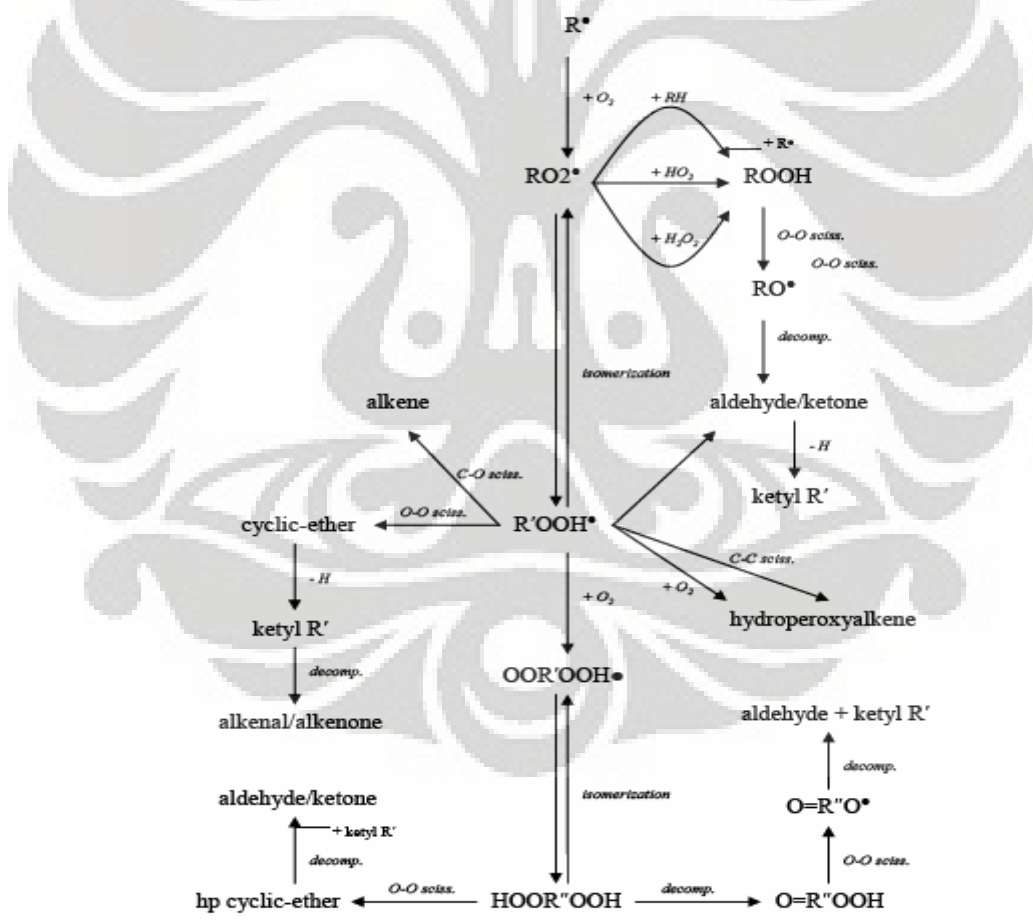 R•
+ O₂
+ RH
+ R•
RO2•
+ HO₂
ROOH
+ H₂O₂
O-O sciss.
O-O sciss.
RO•
decomp.
isomerization
alkene
aldehyde/ketone
- H
C-O sciss.
ketyl R′
O-O sciss.
cyclic-ether
R′OOH•
C-C sciss.
- H
+ O₂
+ O₂
hydroperoxyalkene
ketyl R′
decomp.
OOR′OOH•
alkenal/alkenone
aldehyde + ketyl R′
decomp.
isomerization
aldehyde/ketone
O=R″O•
+ ketyl R′
decomp.
O-O sciss.
O-O sciss.
hp cyclic-ether
HOOR″OOH
decomp.
O=R″OOH